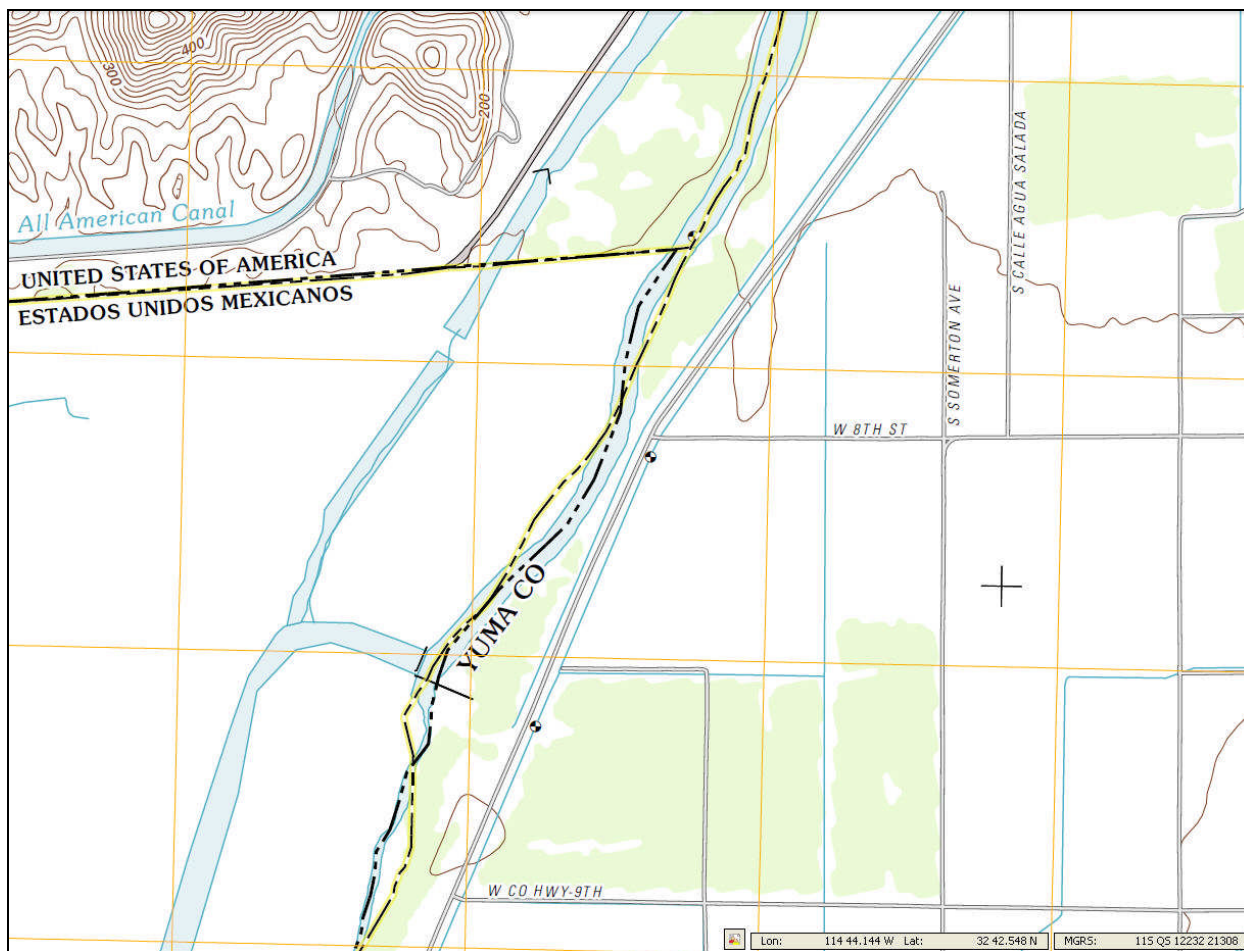 400
300
200
All American Canal
UNITED STATES OF AMERICA
ESTADOS UNIDOS MEXICANOS
S CALLE AGUA SALADA
S SOMERTON AVE
W 8TH ST
YUMA CO
W CO HWY-9TH
Lon: 114 44.144 W Lat: 32 42.548 N MGRS: 11S QS 12232 21308